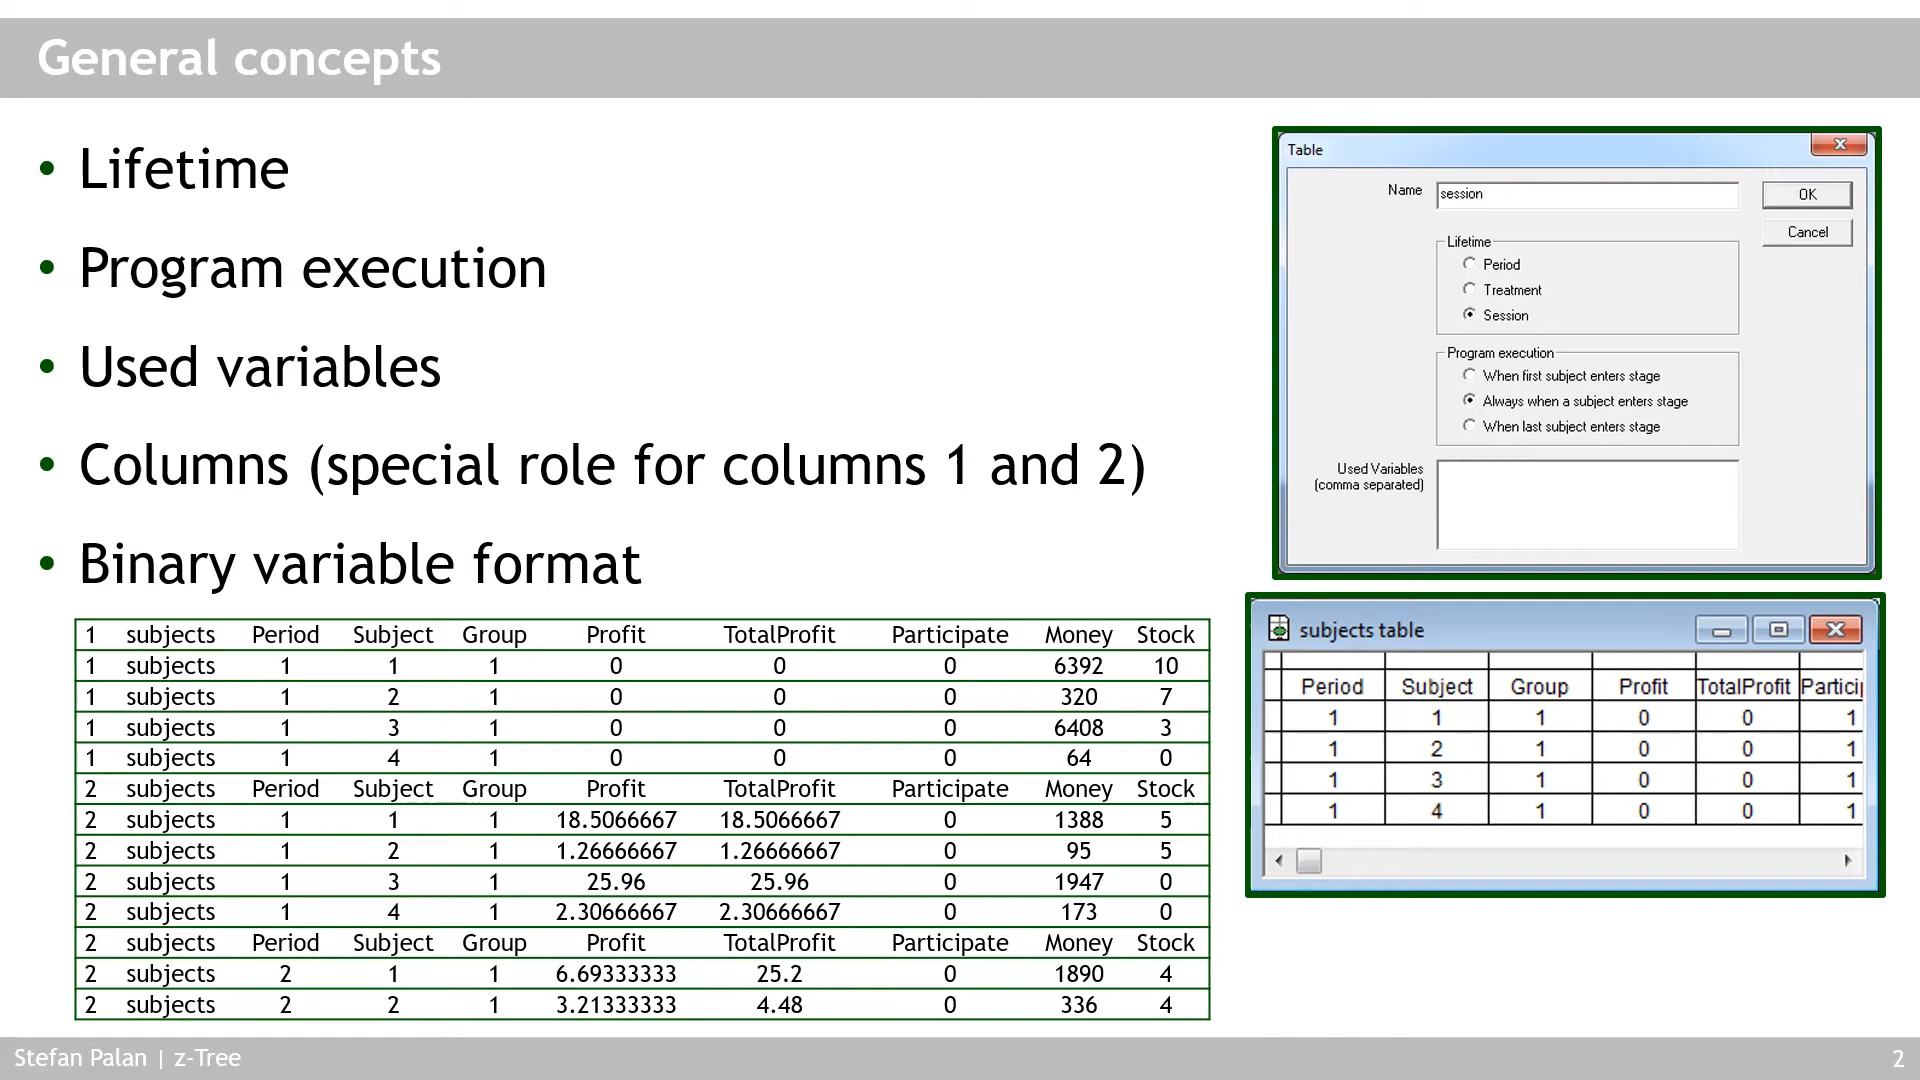 General concepts
• Lifetime
• Program execution
• Used variables
• Columns (special role for columns 1 and 2)
• Binary variable format
1 subjects Period Subject Group Profit TotalProfit Participate Money Stock
1 subjects 1 1 1 0 0 0 6392 10
1 subjects 1 2 1 0 0 0 320 7
1 subjects 1 3 1 0 0 0 6408 3
1 subjects 1 4 1 0 0 0 64 0
2 subjects Period Subject Group Profit TotalProfit Participate Money Stock
2 subjects 1 1 1 18.5066667 18.5066667 0 1388 5
2 subjects 1 2 1 1.26666667 1.26666667 0 95 5
2 subjects 1 3 1 25.96 25.96 0 1947 0
2 subjects 1 4 1 2.30666667 2.30666667 0 173 0
2 subjects Period Subject Group Profit TotalProfit Participate Money Stock
2 subjects 2 1 1 6.69333333 25.2 0 1890 4
2 subjects 2 2 1 3.21333333 4.48 0 336 4
Table
Name session OK
Cancel
Lifetime
Period
Treatment
Session
Program execution
When first subject enters stage
Always when a subject enters stage
When last subject enters stage
Used Variables
(comma separated)
subjects table
Period Subject Group Profit TotalProfit Particip
1 1 1 0 0 1
1 2 1 0 0 1
1 3 1 0 0 1
1 4 1 0 0 1
Stefan Palan | z-Tree
2